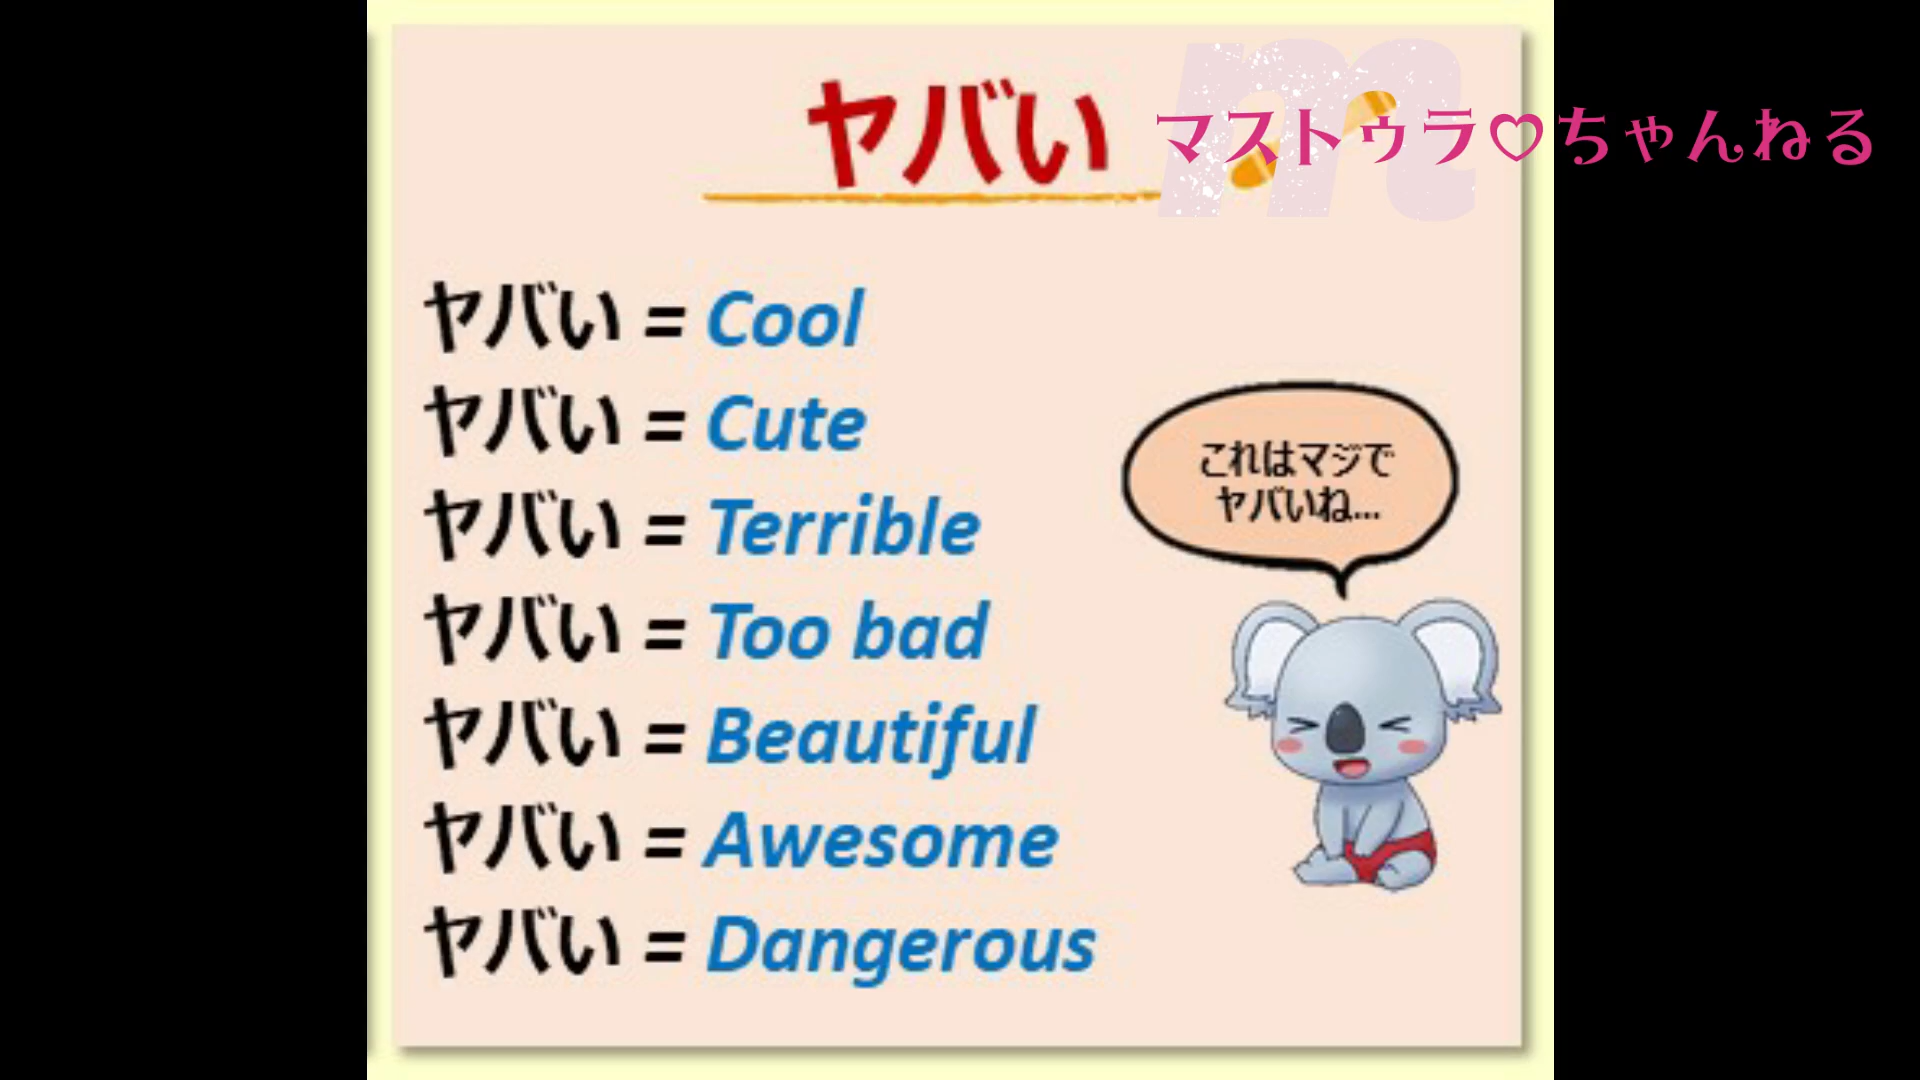 ヤバい
マストゥラ♡ちゃんねる
ヤバい = Cool
ヤバい = Cute
ヤバい = Terrible
ヤバい = Too bad
ヤバい = Beautiful
ヤバい = Awesome
ヤバい = Dangerous
これはマジで
ヤバいね...